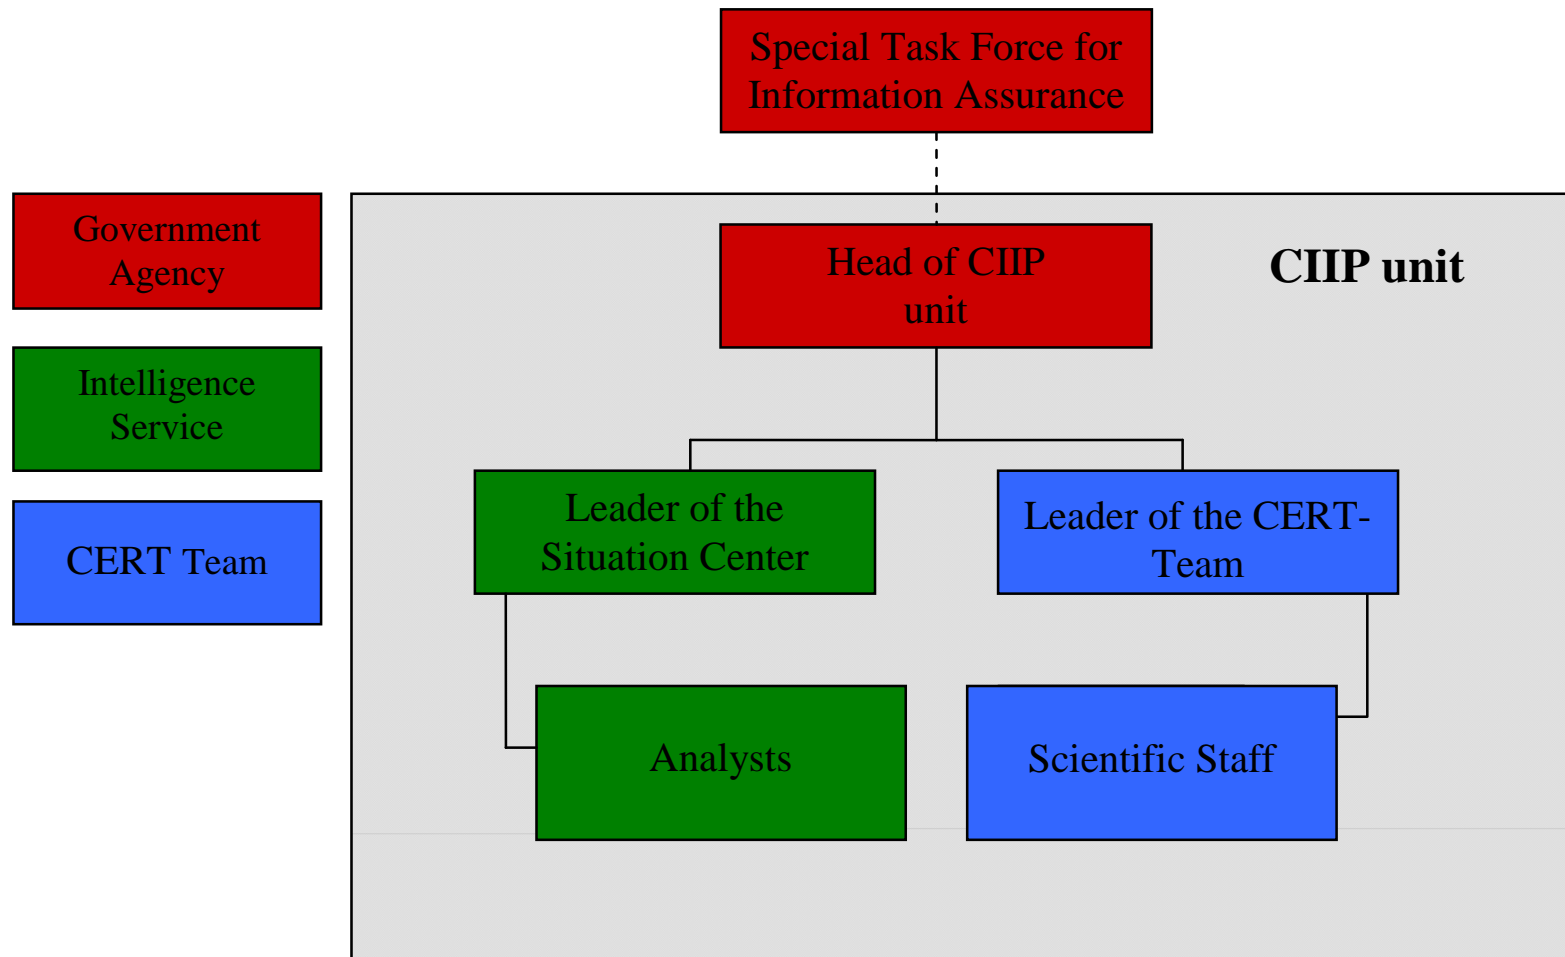 Special Task Force for
Information Assurance
Government
Agency
Intelligence
Service
CERT Team
CIIP unit
Head of CIIP
unit
Leader of the
Situation Center
Leader of the CERT-
Team
Analysts
Scientific Staff